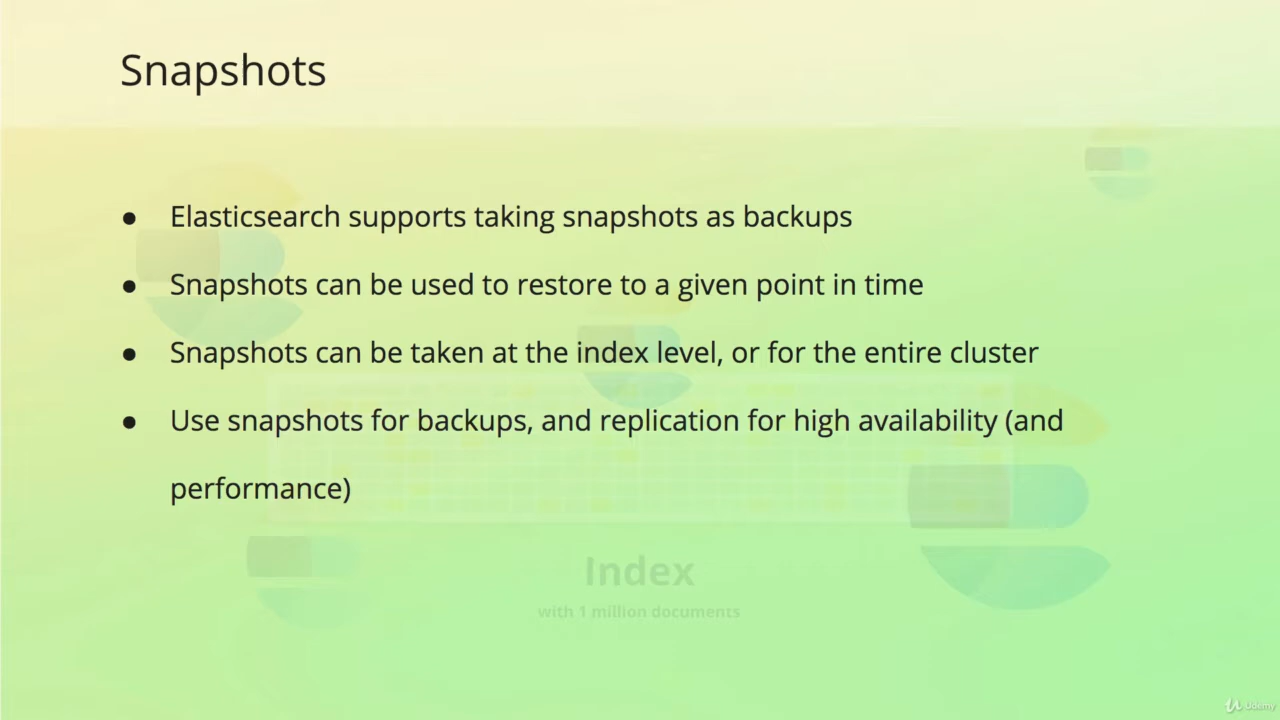 Snapshots
● Elasticsearch supports taking snapshots as backups
● Snapshots can be used to restore to a given point in time
● Snapshots can be taken at the index level, or for the entire cluster
● Use snapshots for backups, and replication for high availability (and
performance)
Index
with 1 million documents
Udemy